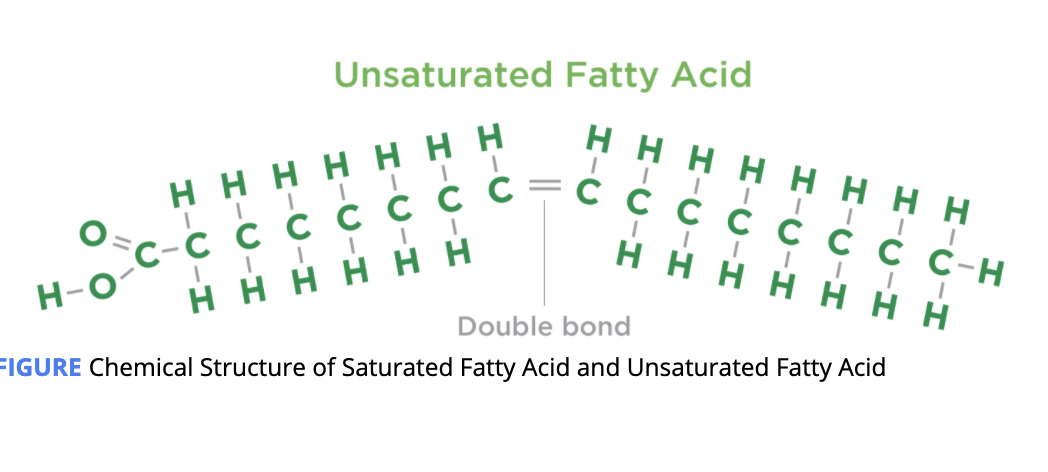 Unsaturated Fatty Acid
H H H H H H H H H H H H H H H
O = C - C C C C C C C = C C C C C C C C - H
H - O H H H H H H H H H H H H H
Double bond
FIGURE Chemical Structure of Saturated Fatty Acid and Unsaturated Fatty Acid